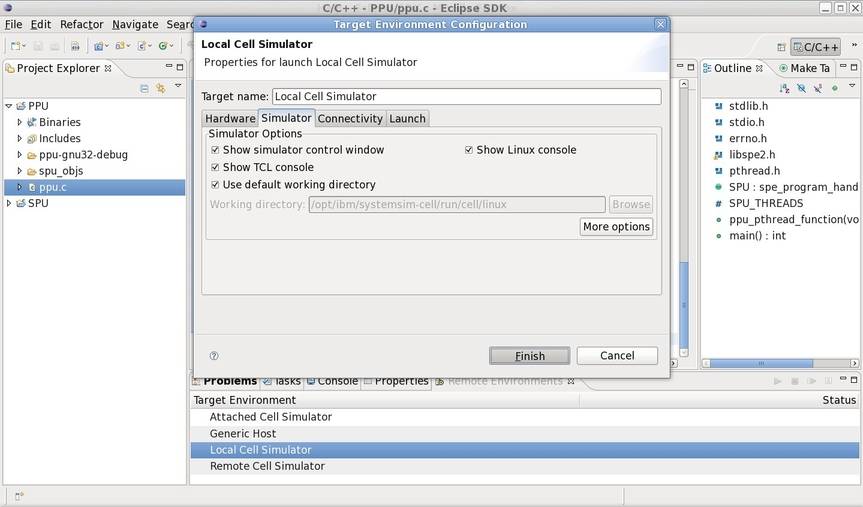 C/C++ - PPU/ppu.c - Eclipse SDK
File Edit Refactor Navigate
Target Environment Configuration
Local Cell Simulator
Properties for launch Local Cell Simulator
C/C++
Project Explorer
Outline Make Ta
Target name: Local Cell Simulator
Hardware Simulator Connectivity Launch
Simulator Options
Show simulator control window Show Linux console
Show TCL console
Use default working directory
Working directory: /opt/ibm/systemsim-cell/run/cell/linux Browse
More options
Finish Cancel
PPU
Binaries
Includes
ppu-gnu32-debug
spu_objs
ppu.c
SPU
stdlib.h
stdio.h
errno.h
libspe2.h
pthread.h
SPU : spe_program_hand
SPU_THREADS
ppu_pthread_function(vo
main() : int
Problems Tasks Console Properties Remote Environments
Target Environment Status
Attached Cell Simulator
Generic Host
Local Cell Simulator
Remote Cell Simulator